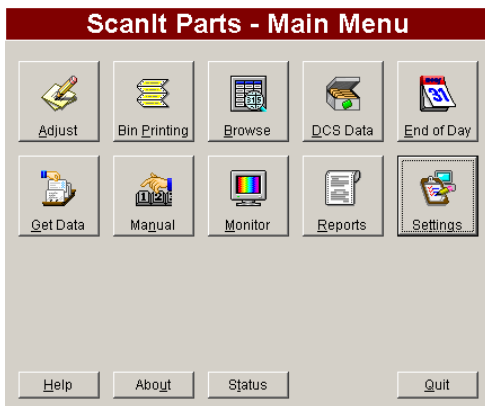 ScanIt Parts - Main Menu
Adjust Bin Printing Browse DCS Data End of Day
Get Data Manual Monitor Reports Settings
Help About Status Quit